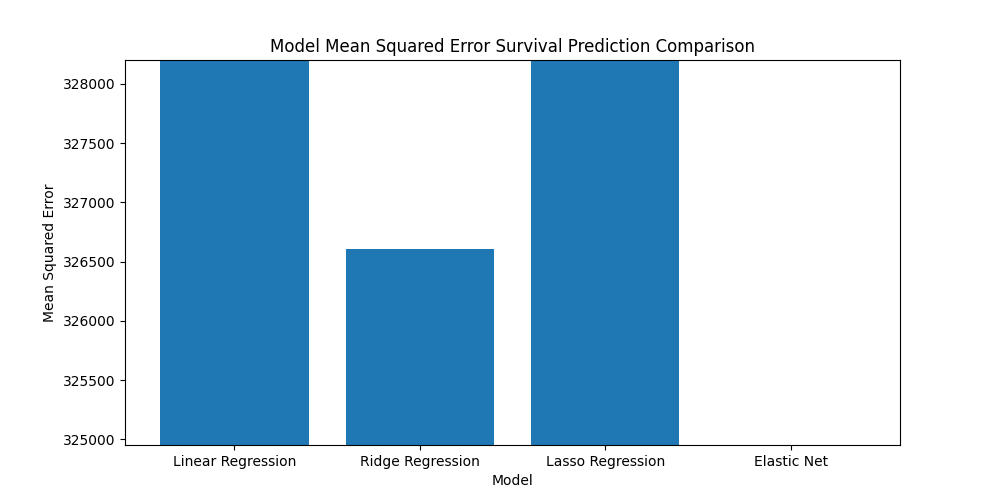 Model Mean Squared Error Survival Prediction Comparison
328000
327500
327000
326500
326000
325500
325000
Mean Squared Error
Linear Regression
Ridge Regression
Lasso Regression
Elastic Net
Model